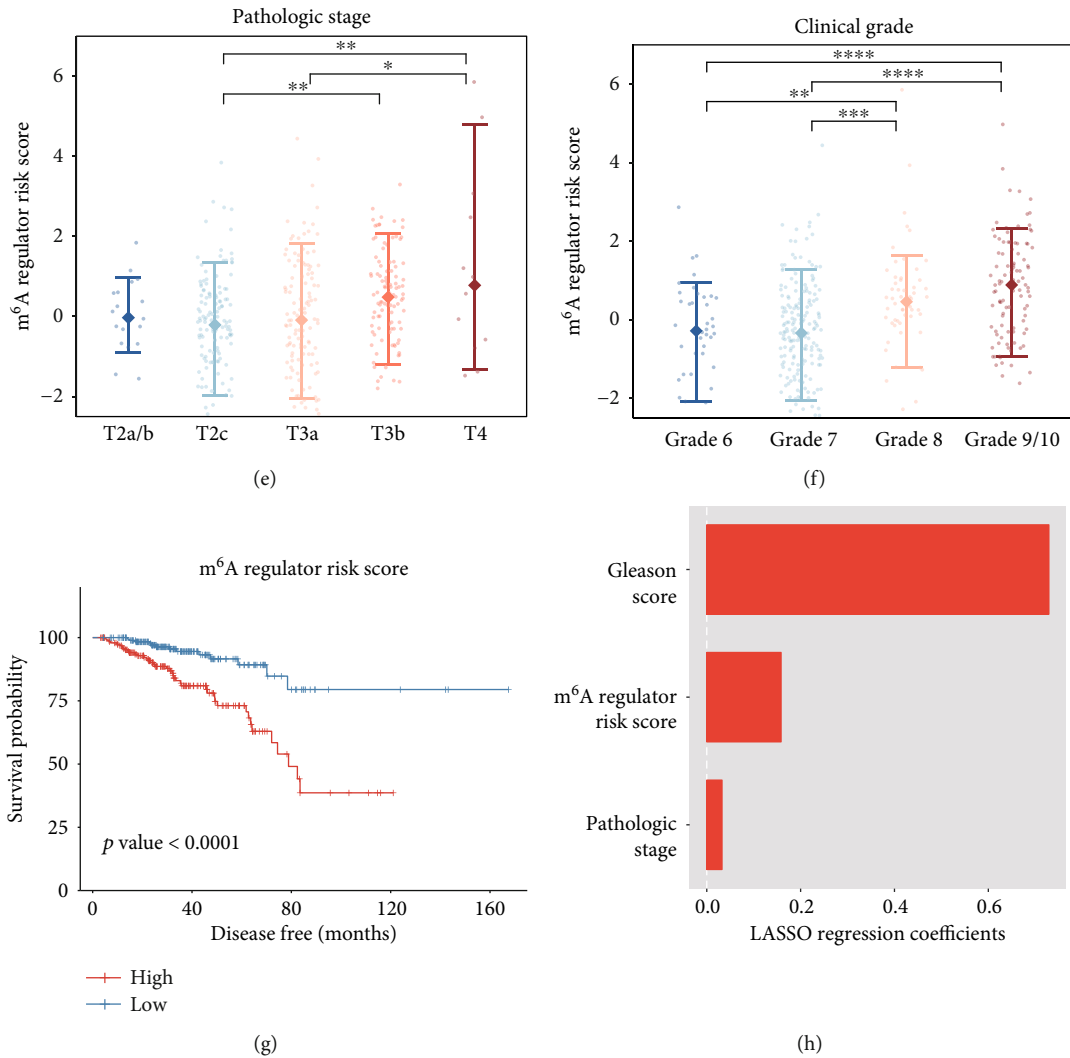 Pathologic stage
**
*
**
6
4
2
0
−2
m⁶A regulator risk score
T2a/b T2c T3a T3b T4
(e)
Clinical grade
****
****
**
***
6
4
2
0
−2
m⁶A regulator risk score
Grade 6 Grade 7 Grade 8 Grade 9/10
(f)
m⁶A regulator risk score
100
75
50
25
0
Survival probability
p value < 0.0001
0 40 80 120 160
Disease free (months)
High
Low
(g)
Gleason
score
m⁶A regulator
risk score
Pathologic
stage
0.0 0.2 0.4 0.6
LASSO regression coefficients
(h)